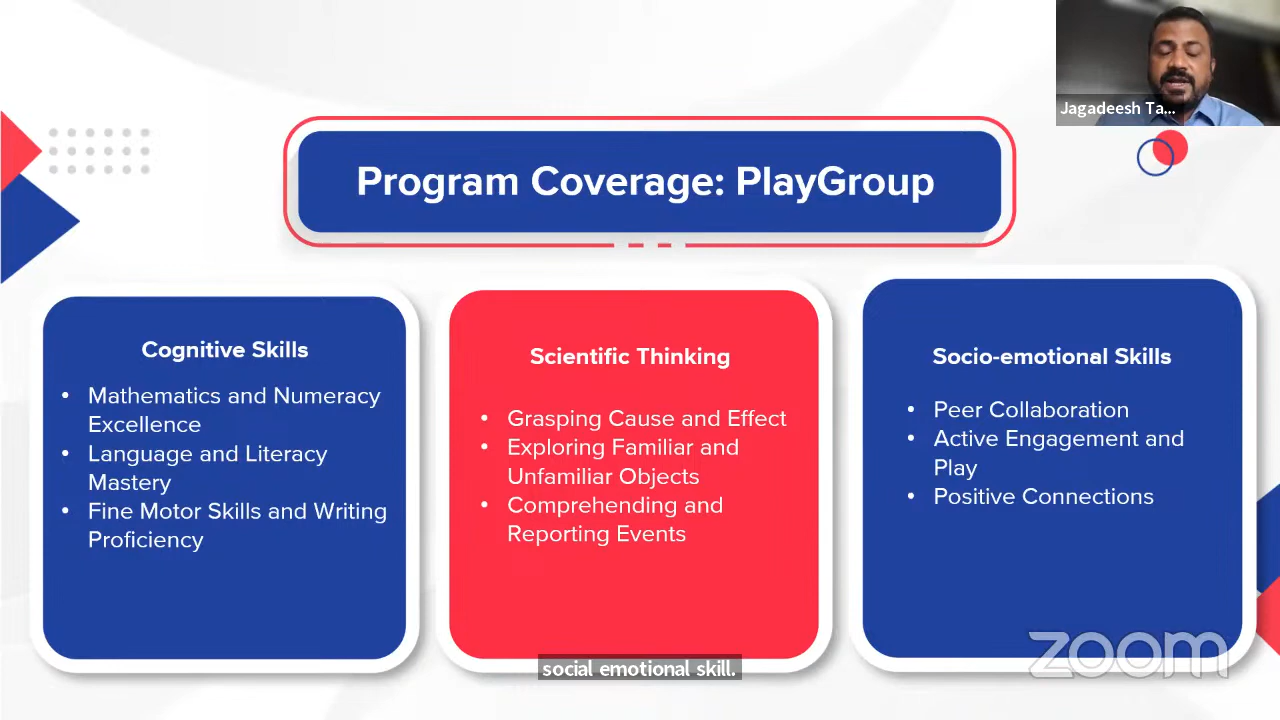 Jagadeesh Ta...
Program Coverage: PlayGroup
Cognitive Skills
• Mathematics and Numeracy
Excellence
• Language and Literacy
Mastery
• Fine Motor Skills and Writing
Proficiency
Scientific Thinking
• Grasping Cause and Effect
• Exploring Familiar and
Unfamiliar Objects
• Comprehending and
Reporting Events
Socio-emotional Skills
• Peer Collaboration
• Active Engagement and
Play
• Positive Connections
zoom
social emotional skill.